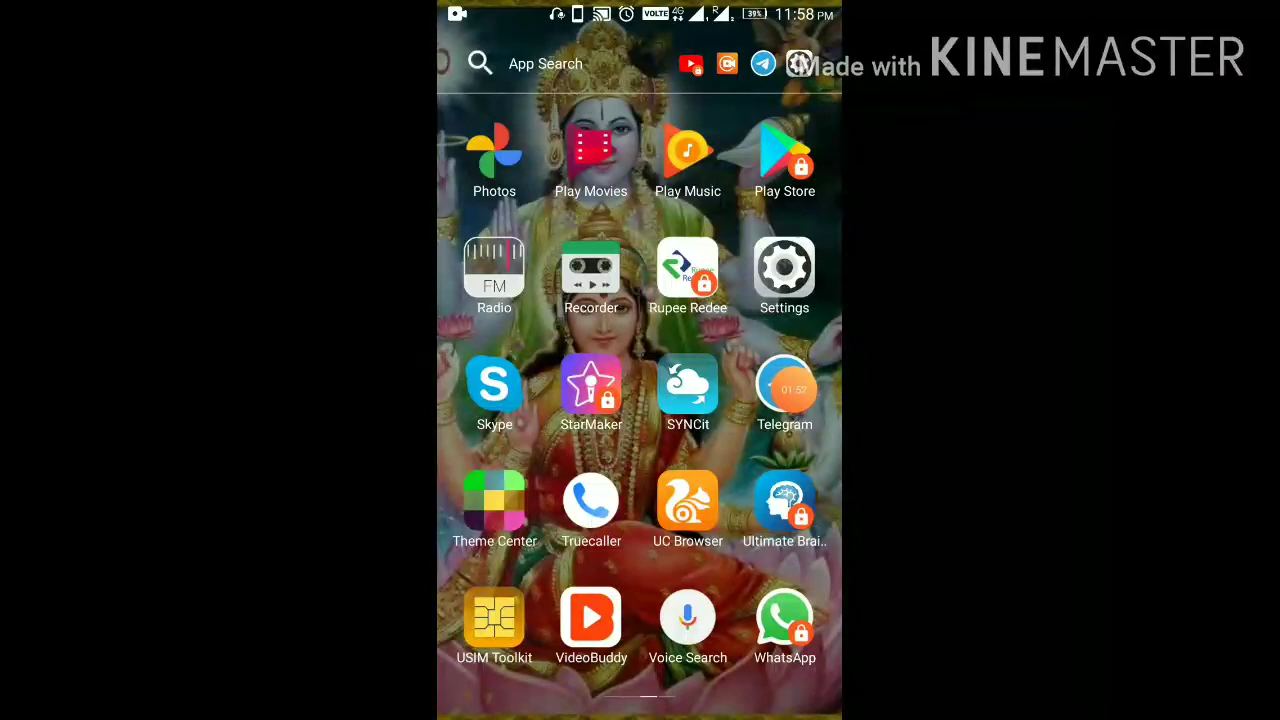 39%
VOLTE
4G
1
R
2
11:58 PM
App Search
Made with KINEMASTER
Photos
Play Movies
Play Music
Play Store
FM
Radio
Recorder
Rupee Redee
Settings
S
01:52
Skype
StarMaker
SYNCit
Telegram
Theme Center
Truecaller
UC Browser
Ultimate Brai..
USIM Toolkit
VideoBuddy
Voice Search
WhatsApp